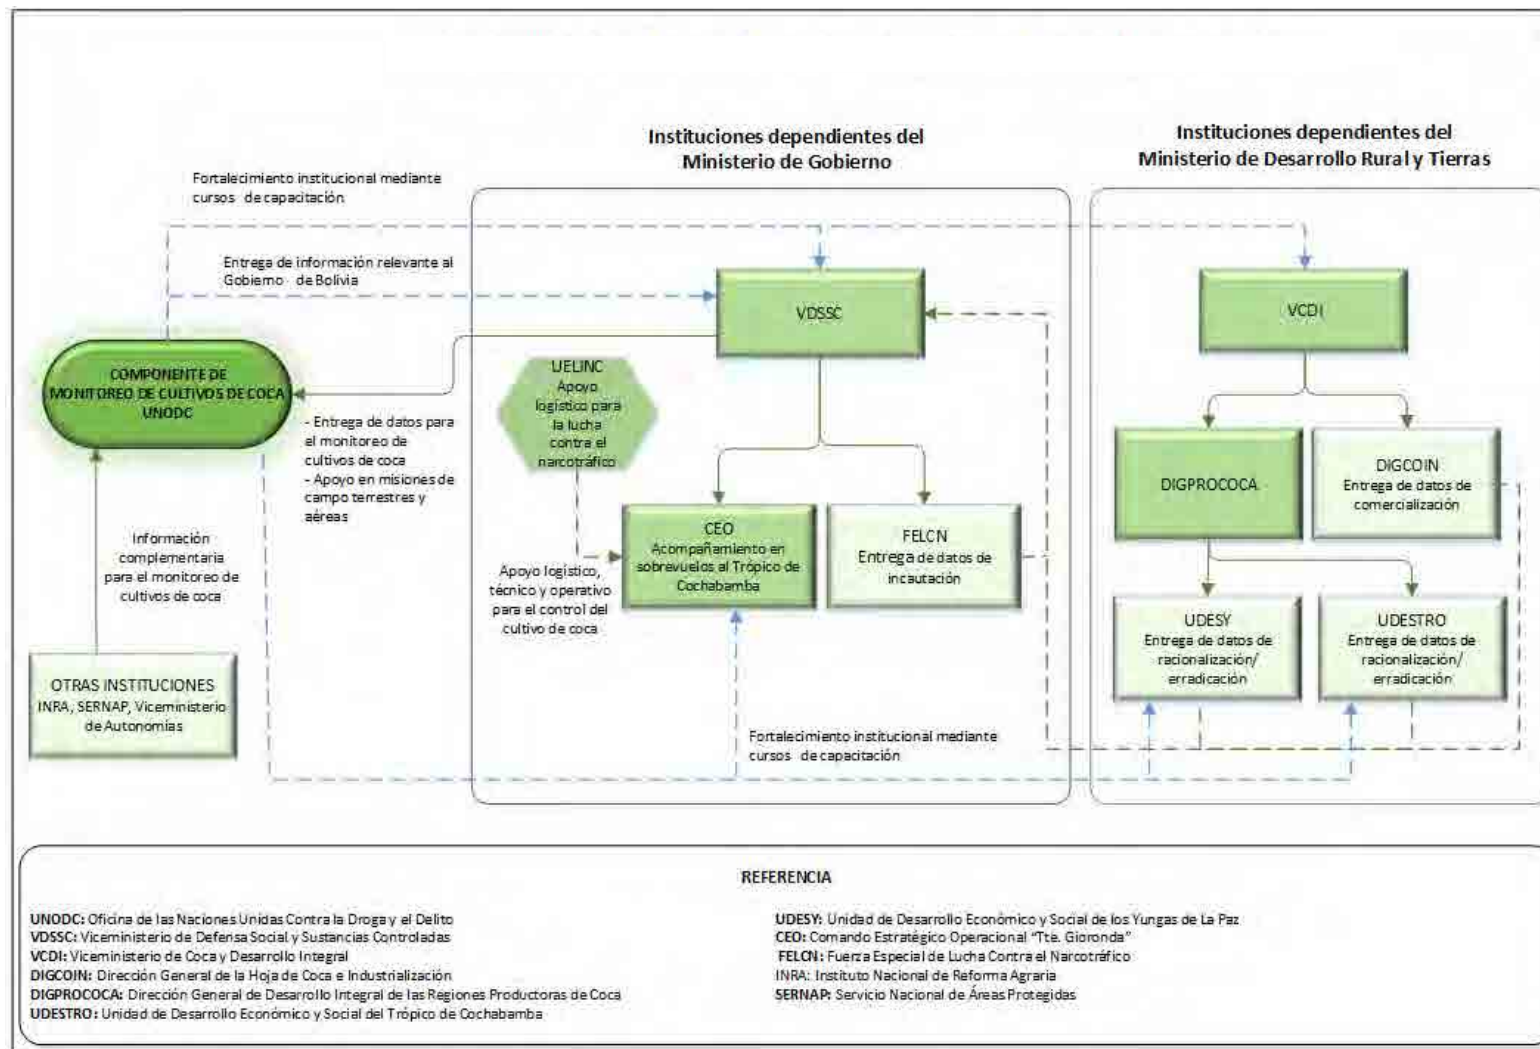 Instituciones dependientes del
Ministerio de Gobierno
Instituciones dependientes del
Ministerio de Desarrollo Rural y Tierras
Fortalecimiento institucional mediante
cursos de capacitación
Entrega de información relevante al
Gobierno de Bolivia
VDSSC
VCDI
COMPONENTE DE
MONITOREO DE CULTIVOS DE COCA
UNODC
UELINC
Apoyo
logístico para
la lucha
contra el
narcotráfico
- Entrega de datos para
el monitoreo de
cultivos de coca
- Apoyo en misiones de
campo terrestres y
aéreas
DIGPROCOCA
DIGCOIN
Entrega de datos de
comercialización
CEO
Acompañamiento en
sobrevuelos al Trópico de
Cochabamba
FELCN
Entrega de datos de
incautación
Información
complementaria
para el monitoreo de
cultivos de coca
Apoyo logístico,
técnico y operativo
para el control del
cultivo de coca
UDESY
Entrega de datos de
racionalización/
erradicación
UDESTRO
Entrega de datos de
racionalización/
erradicación
OTRAS INSTITUCIONES
INRA, SERNAP, Viceministerio
de Autonomías
Fortalecimiento institucional mediante
cursos de capacitación
REFERENCIA
UNODC: Oficina de las Naciones Unidas Contra la Droga y el Delito
VDSSC: Viceministerio de Defensa Social y Sustancias Controladas
VCDI: Viceministerio de Coca y Desarrollo Integral
DIGCOIN: Dirección General de la Hoja de Coca e Industrialización
DIGPROCOCA: Dirección General de Desarrollo Integral de las Regiones Productoras de Coca
UDESTRO: Unidad de Desarrollo Económico y Social del Trópico de Cochabamba
UDESY: Unidad de Desarrollo Económico y Social de los Yungas de La Paz
CEO: Comando Estratégico Operacional "Tte. Gironda"
FELCN: Fuerza Especial de Lucha Contra el Narcotráfico
INRA: Instituto Nacional de Reforma Agraria
SERNAP: Servicio Nacional de Áreas Protegidas